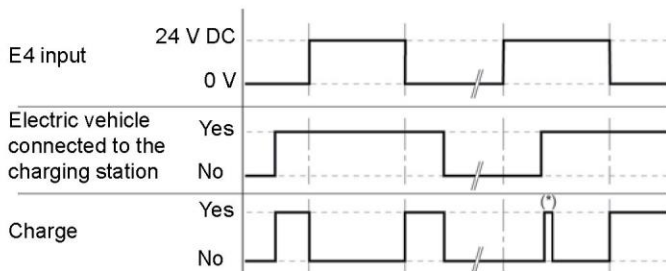 24 V DC
E4 input
0 V
Electric vehicle
connected to the
charging station
Yes
No
(*)
Yes
Charge
No